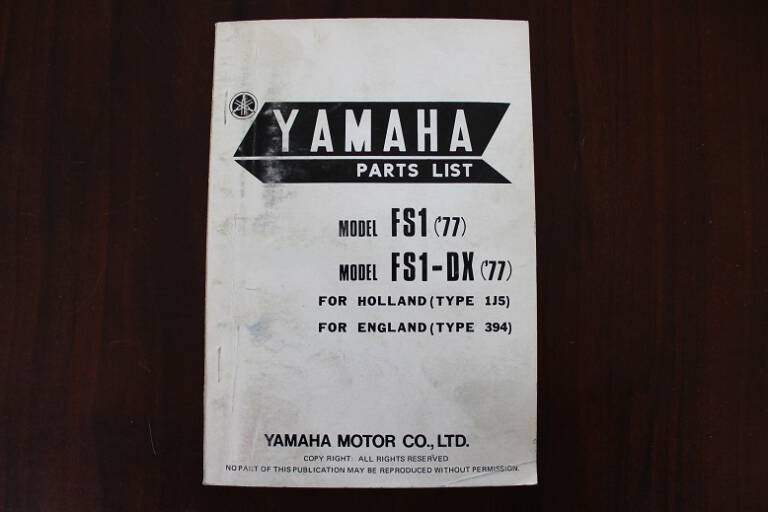 YAMAHA
PARTS LIST
MODEL FS1 ('77)
MODEL FS1-DX ('77)
FOR HOLLAND (TYPE 1J5)
FOR ENGLAND (TYPE 394)
YAMAHA MOTOR CO., LTD.
COPY RIGHT: ALL RIGHTS RESERVED
NO PART OF THIS PUBLICATION MAY BE REPRODUCED WITHOUT PERMISSION.